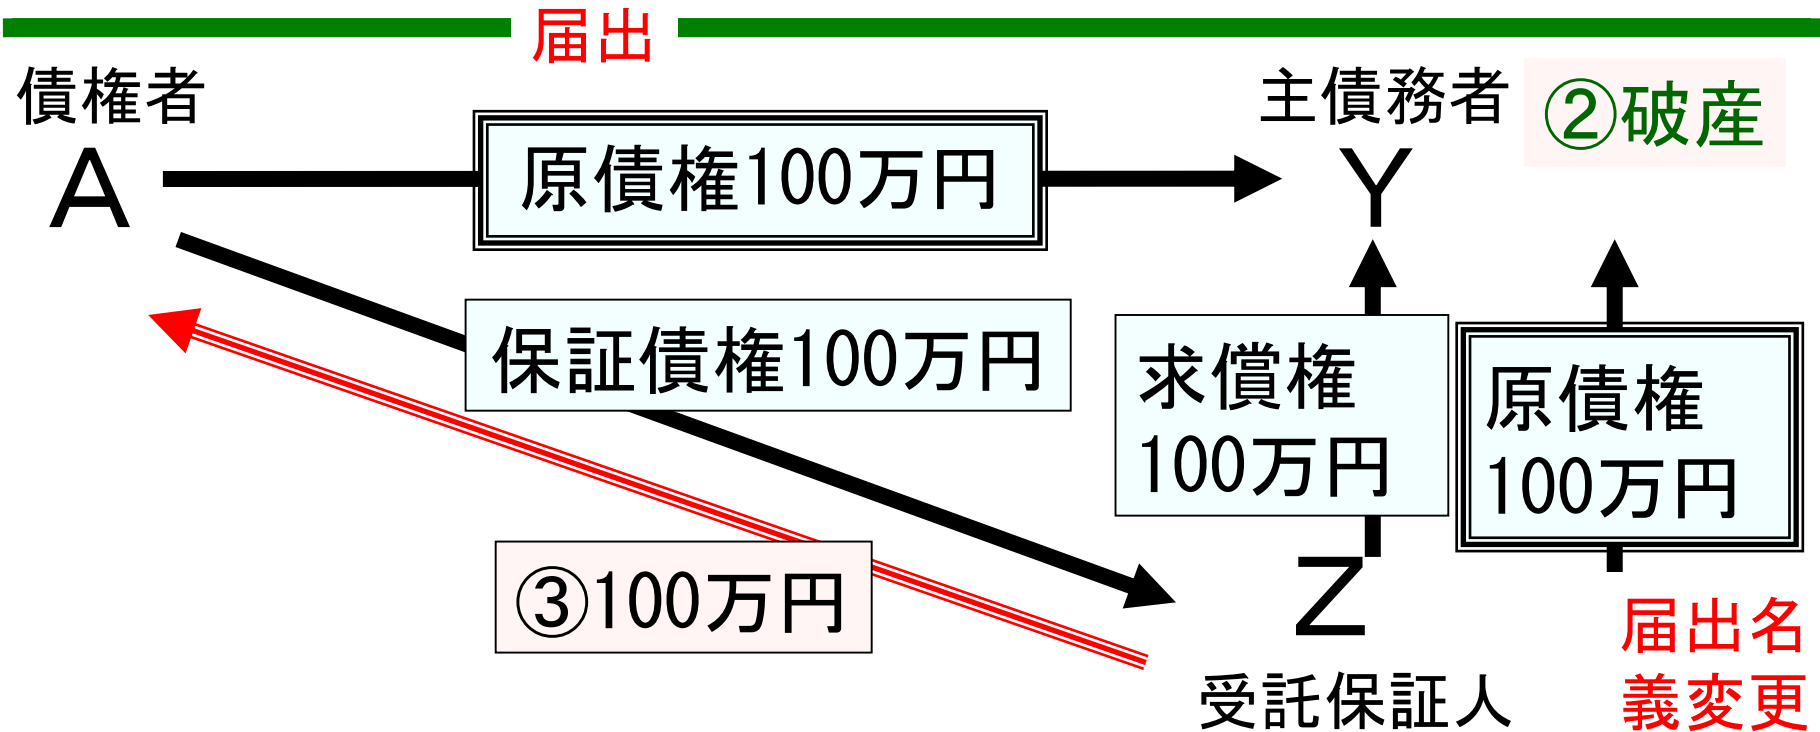 届出
債権者
主債務者
②破産
A
原債権100万円
Y
保証債権100万円
求償権
100万円
原債権
100万円
③100万円
Z
受託保証人
届出名
義変更